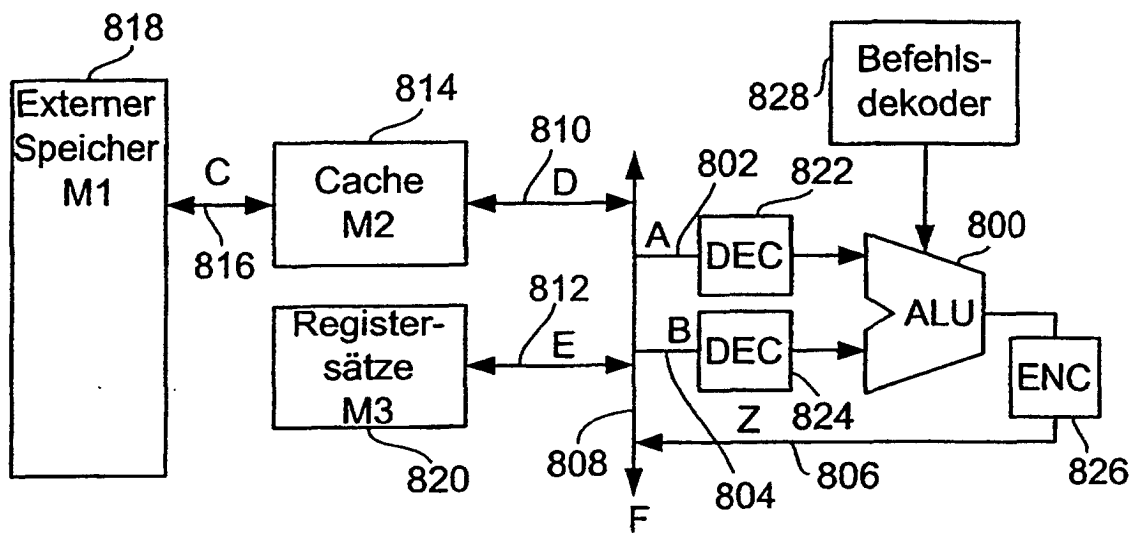 818
Externer
Speicher
M1
C
816
814
Cache
M2
810
D
812
Register-
sätze
M3
E
820
808
F
828
Befehls-
dekoder
802
822
A
DEC
800
ALU
B
DEC
804
824
Z
806
ENC
826